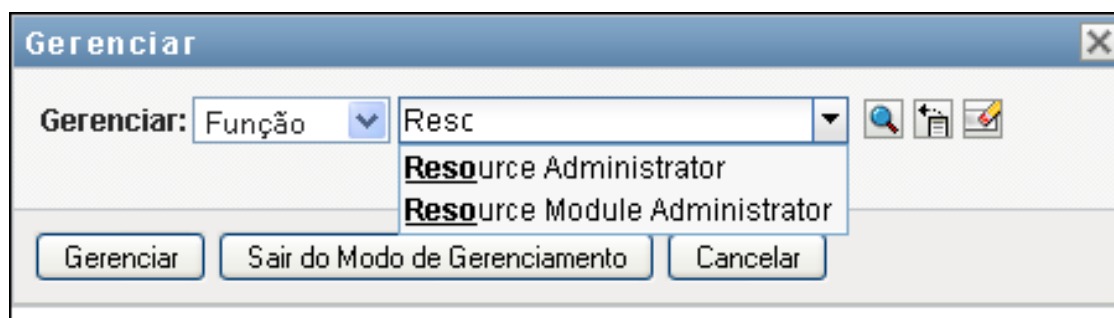 Gerenciar
Gerenciar: Função Resc
Resource Administrator
Resource Module Administrator
Gerenciar Sair do Modo de Gerenciamento Cancelar